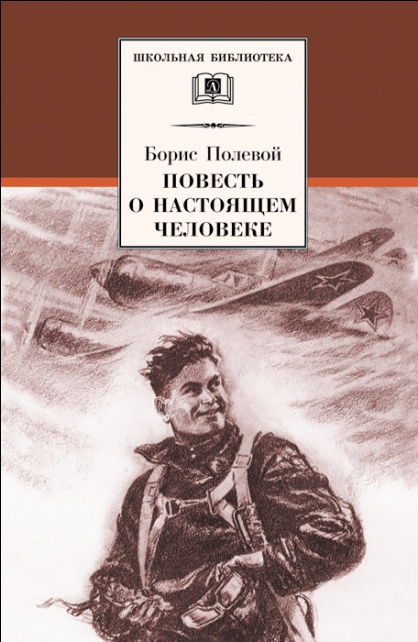 ШКОЛЬНАЯ БИБЛИОТЕКА
Борис Полевой
ПОВЕСТЬ
О НАСТОЯЩЕМ
ЧЕЛОВЕКЕ